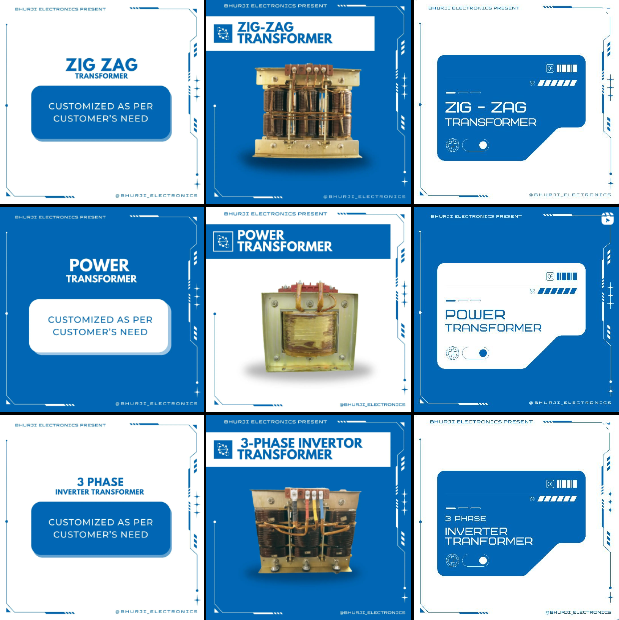 BHURJI ELECTRONICS PRESENT
ZIG ZAG
TRANSFORMER
CUSTOMIZED AS PER
CUSTOMER'S NEED
@BHURJI_ELECTRONICS
BHURJI ELECTRONICS PRESENT
ZIG-ZAG
TRANSFORMER
@BHURJI_ELECTRONICS
BHURJI ELECTRONICS PRESENT
ZIG - ZAG
TRANSFORMER
@BHURJI_ELECTRONICS
BHURJI ELECTRONICS PRESENT
POWER
TRANSFORMER
CUSTOMIZED AS PER
CUSTOMER'S NEED
@BHURJI_ELECTRONICS
BHURJI ELECTRONICS PRESENT
POWER
TRANSFORMER
@BHURJI_ELECTRONICS
BHURJI ELECTRONICS PRESENT
POWER
TRANSFORMER
@BHURJI_ELECTRONICS
BHURJI ELECTRONICS PRESENT
3 PHASE
INVERTER TRANSFORMER
CUSTOMIZED AS PER
CUSTOMER'S NEED
@BHURJI_ELECTRONICS
BHURJI ELECTRONICS PRESENT
3-PHASE INVERTOR
TRANSFORMER
@BHURJI_ELECTRONICS
BHURJI ELECTRONICS PRESENT
3 PHASE
INVERTER
TRANFORMER
@BHURJI_ELECTRONICS